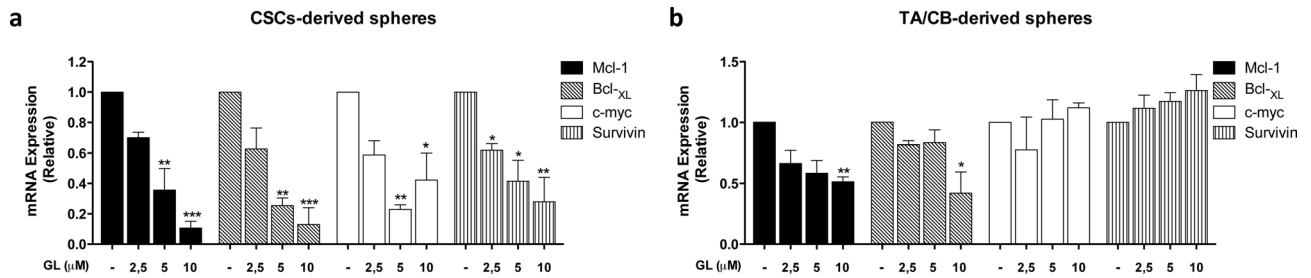 a
CSCs-derived spheres
mRNA Expression
(Relative)
1.2
1.0
0.8
0.6
0.4
0.2
0.0
** *** ** *** ** * * * **
Mcl-1
Bcl-XL
c-myc
Survivin
GL (µM) - 2,5 5 10 - 2,5 5 10 - 2,5 5 10 - 2,5 5 10
b
TA/CB-derived spheres
mRNA Expression
(Relative)
1.5
1.0
0.5
0.0
** *
Mcl-1
Bcl-XL
c-myc
Survivin
GL (µM) - 2,5 5 10 - 2,5 5 10 - 2,5 5 10 - 2,5 5 10